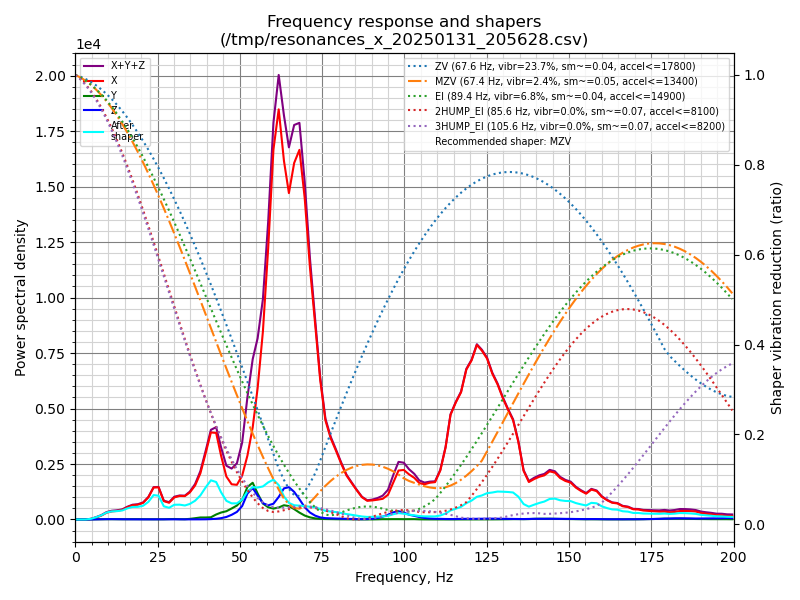 Frequency response and shapers
(/tmp/resonances_x_20250131_205628.csv)
1e4
X+Y+Z
X
Y
Z
After
shaper
ZV (67.6 Hz, vibr=23.7%, sm~=0.04, accel<=17800)
MZV (67.4 Hz, vibr=2.4%, sm~=0.05, accel<=13400)
EI (89.4 Hz, vibr=6.8%, sm~=0.04, accel<=14900)
2HUMP_EI (85.6 Hz, vibr=0.0%, sm~=0.07, accel<=8100)
3HUMP_EI (105.6 Hz, vibr=0.0%, sm~=0.07, accel<=8200)
Recommended shaper: MZV
Power spectral density
2.00
1.75
1.50
1.25
1.00
0.75
0.50
0.25
0.00
1.0
0.8
0.6
0.4
0.2
0.0
Shaper vibration reduction (ratio)
0 25 50 75 100 125 150 175 200
Frequency, Hz